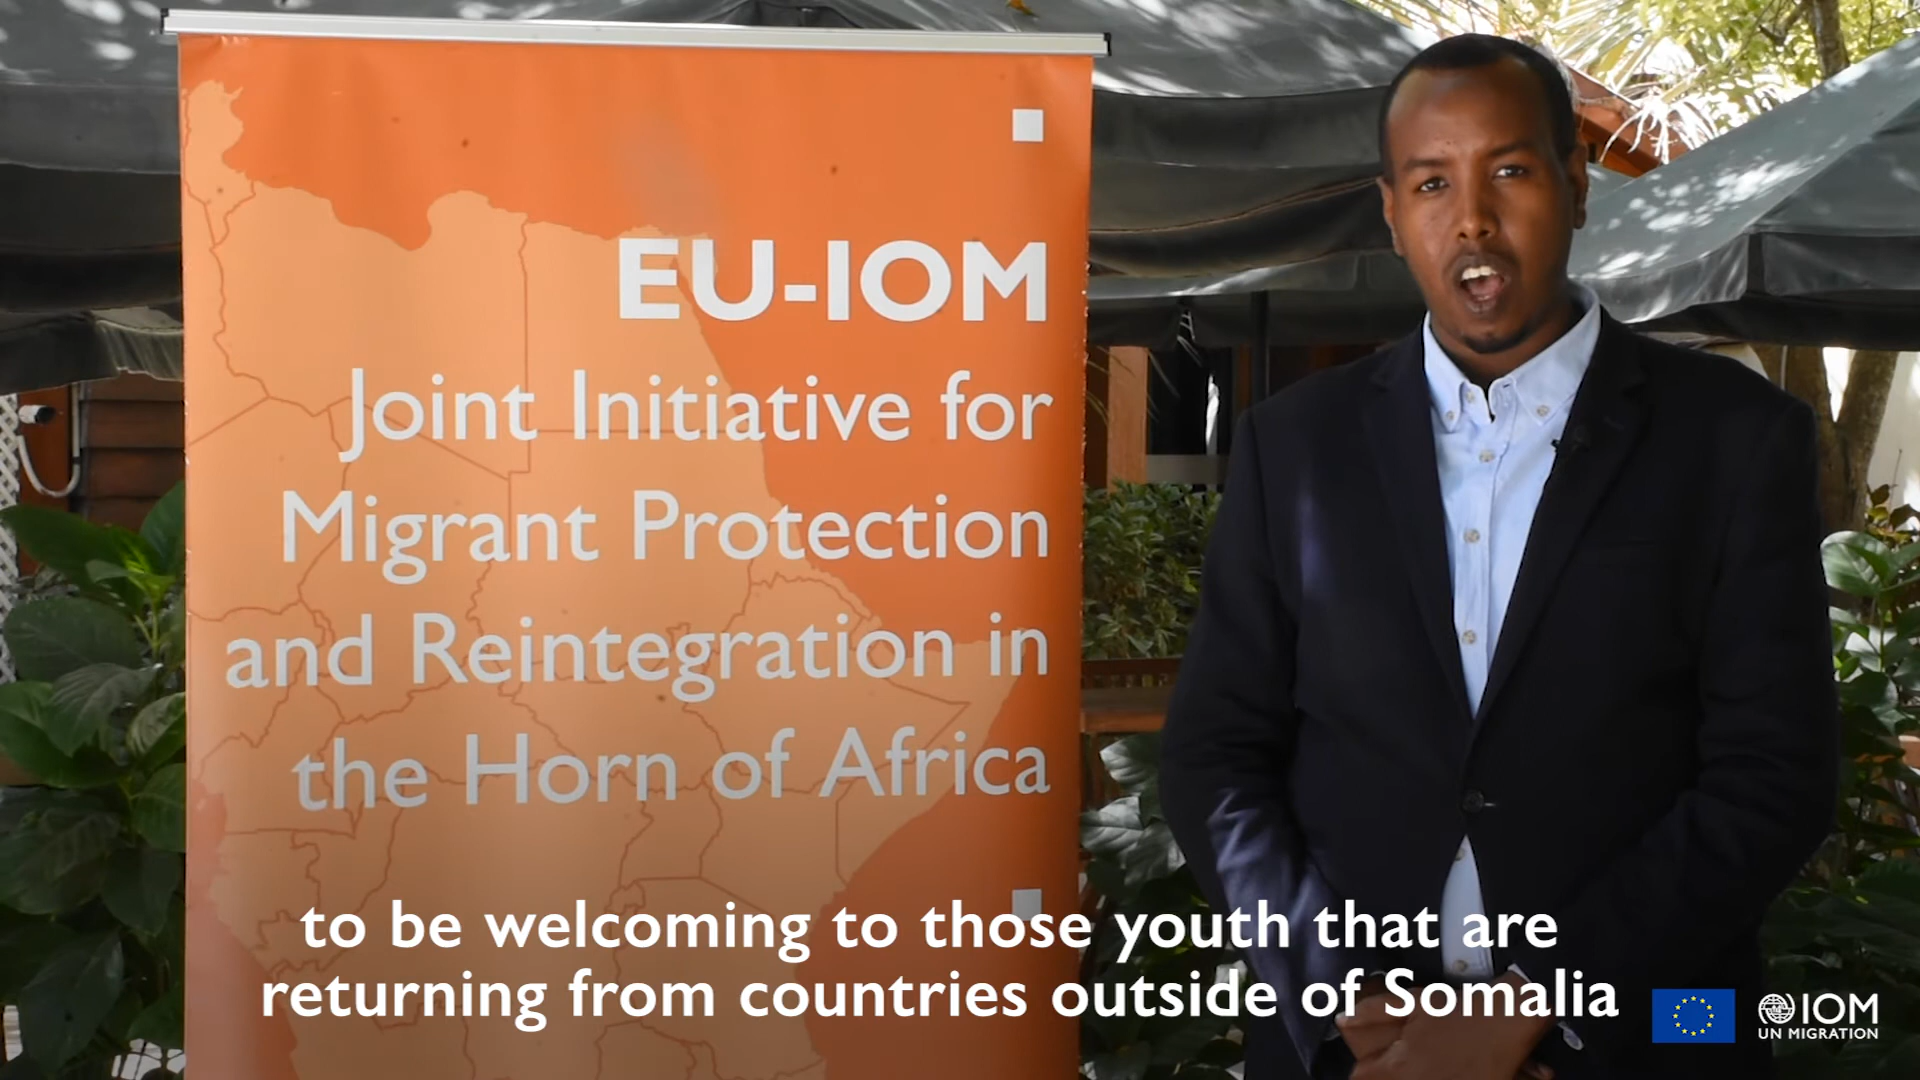 EU-IOM
Joint Initiative for
Migrant Protection
and Reintegration in
the Horn of Africa
to be welcoming to those youth that are
returning from countries outside of Somalia
IOM
UN MIGRATION